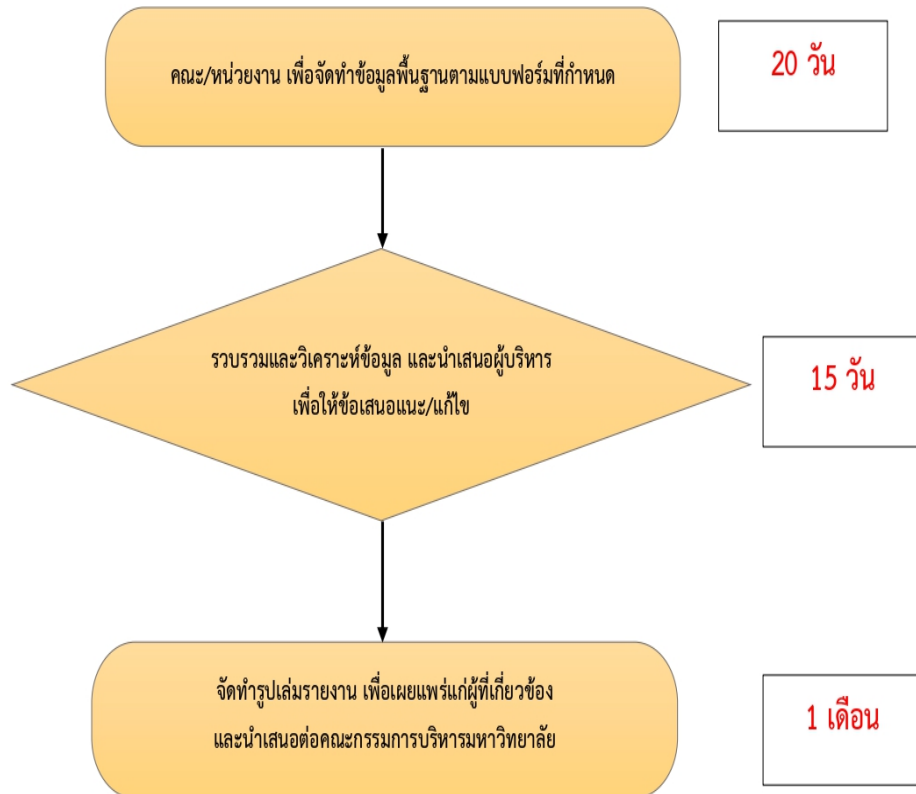 คณะ/หน่วยงาน เพื่อจัดทำข้อมูลพื้นฐานตามแบบฟอร์มที่กำหนด
20 วัน
รวบรวมและวิเคราะห์ข้อมูล และนำเสนอผู้บริหาร
เพื่อให้ข้อเสนอแนะ/แก้ไข
15 วัน
จัดทำรูปเล่มรายงาน เพื่อเผยแพร่แก่ผู้ที่เกี่ยวข้อง
และนำเสนอต่อคณะกรรมการบริหารมหาวิทยาลัย
1 เดือน